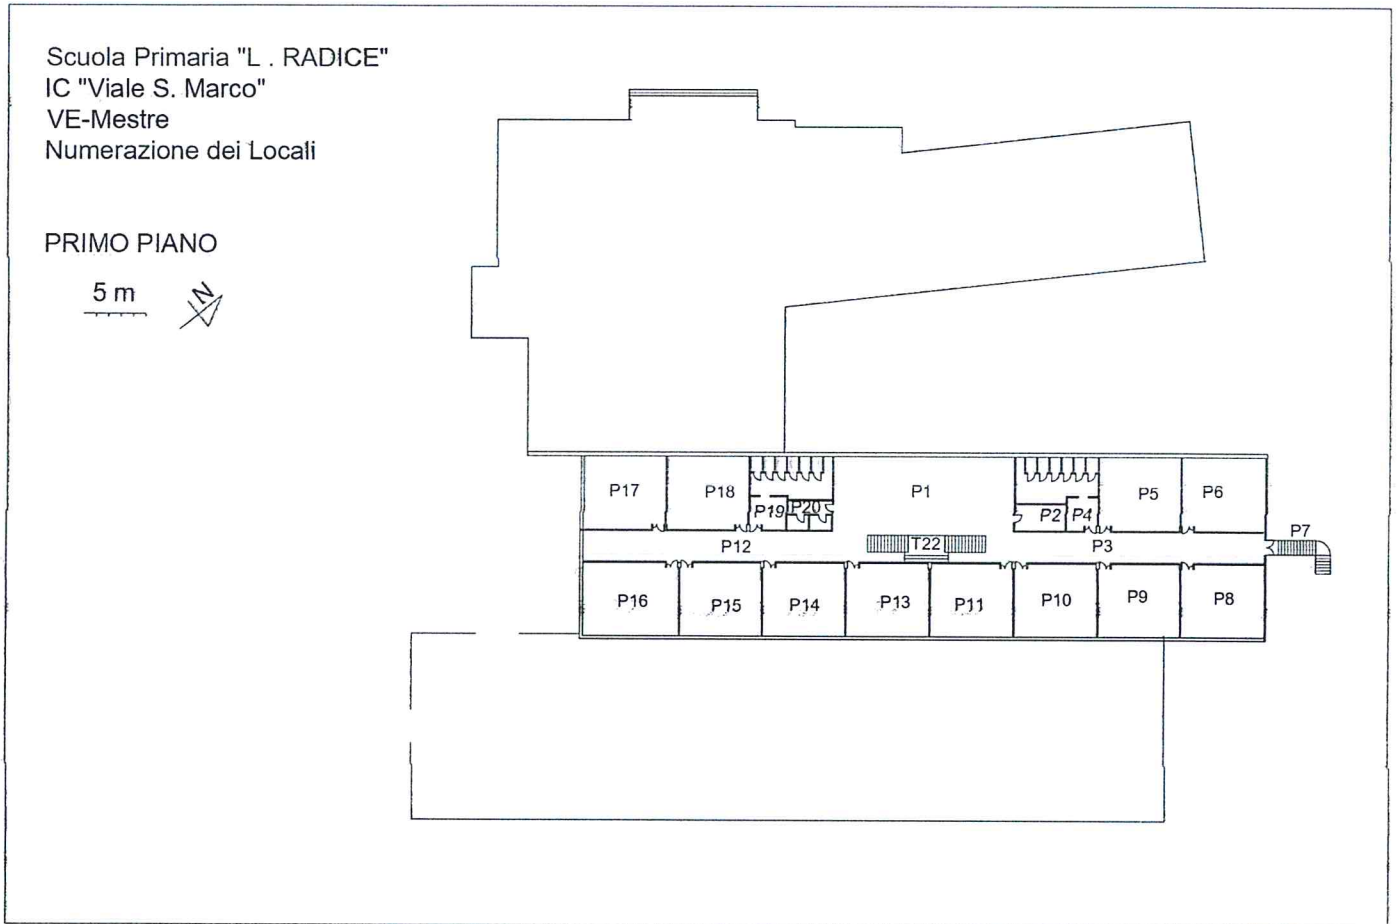 Scuola Primaria "L . RADICE"
IC "Viale S. Marco"
VE-Mestre
Numerazione dei Locali
PRIMO PIANO
5 m
N
P17
P18
P19
P20
P1
P2
P4
P5
P6
P7
P12
T22
P3
P16
P15
P14
P13
P11
P10
P9
P8